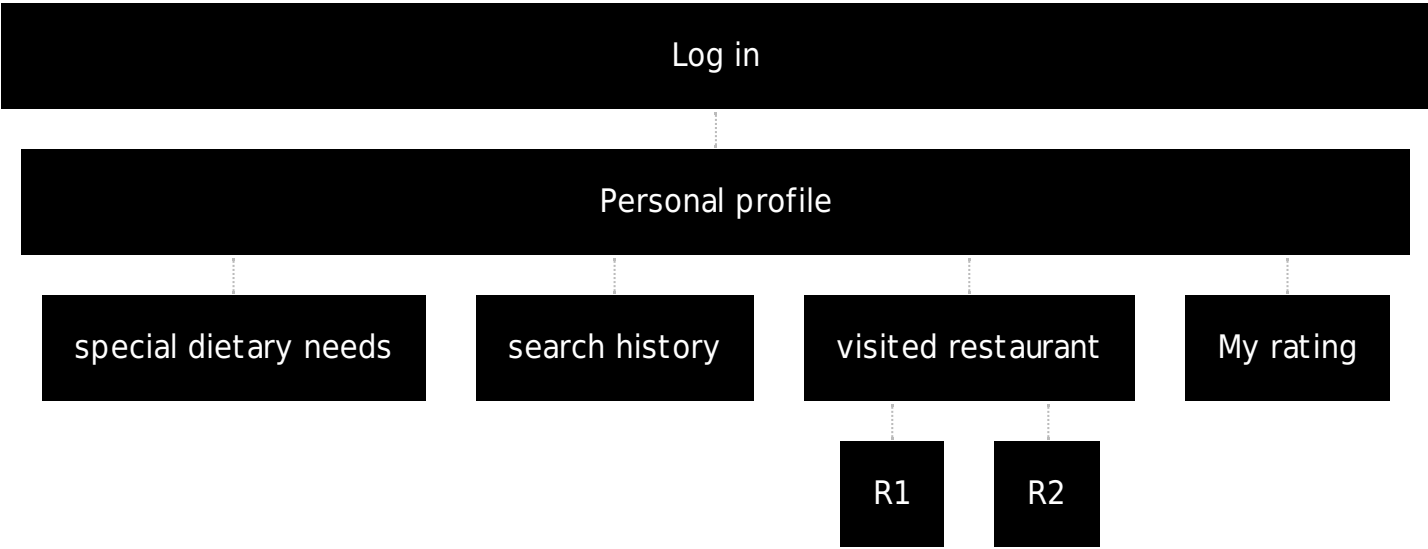 Log in
Personal profile
special dietary needs
search history
visited restaurant
My rating
R1
R2